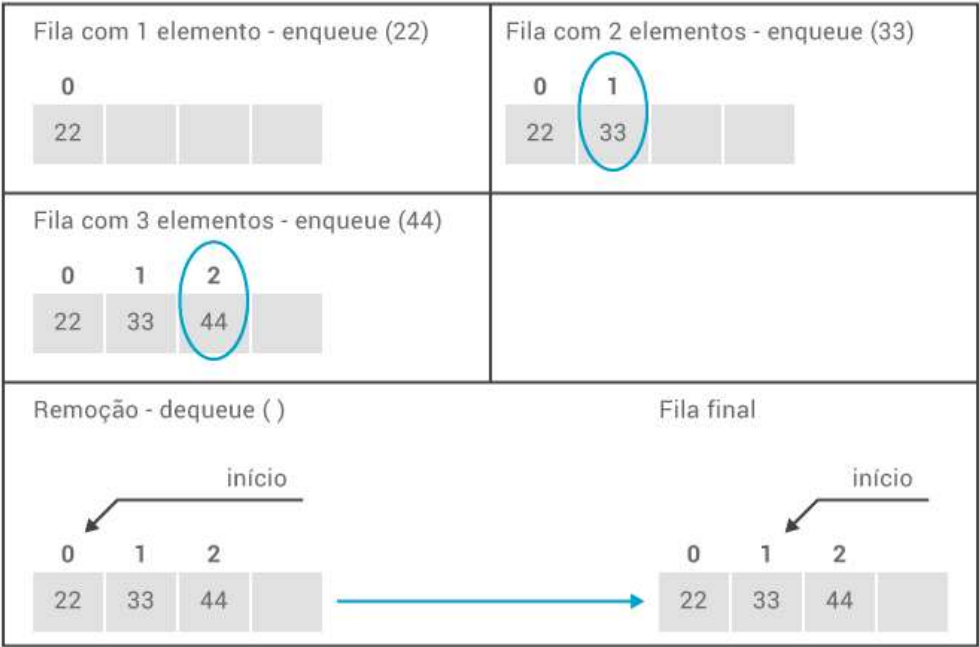 Fila com 1 elemento - enqueue (22)
0
22
Fila com 2 elementos - enqueue (33)
0 1
22 33
Fila com 3 elementos - enqueue (44)
0 1 2
22 33 44
Remoção - dequeue ( )
início
0 1 2
22 33 44
Fila final
início
0 1 2
22 33 44